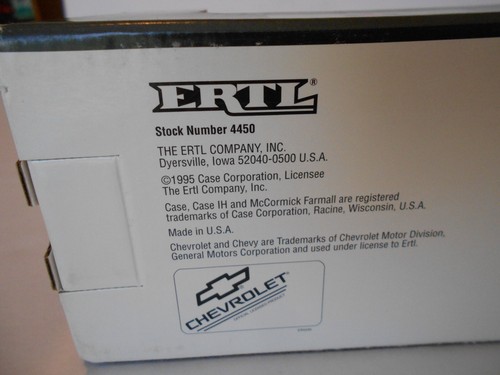 ERTL®
Stock Number 4450
THE ERTL COMPANY, INC.
Dyersville, Iowa 52040-0500 U.S.A.
©1995 Case Corporation, Licensee
The Ertl Company, Inc.
Case, Case IH and McCormick Farmall are registered
trademarks of Case Corporation, Racine, Wisconsin, U.S.A.
Made in U.S.A.
Chevrolet and Chevy are Trademarks of Chevrolet Motor Division,
General Motors Corporation and used under license to Ertl.
CHEVROLET